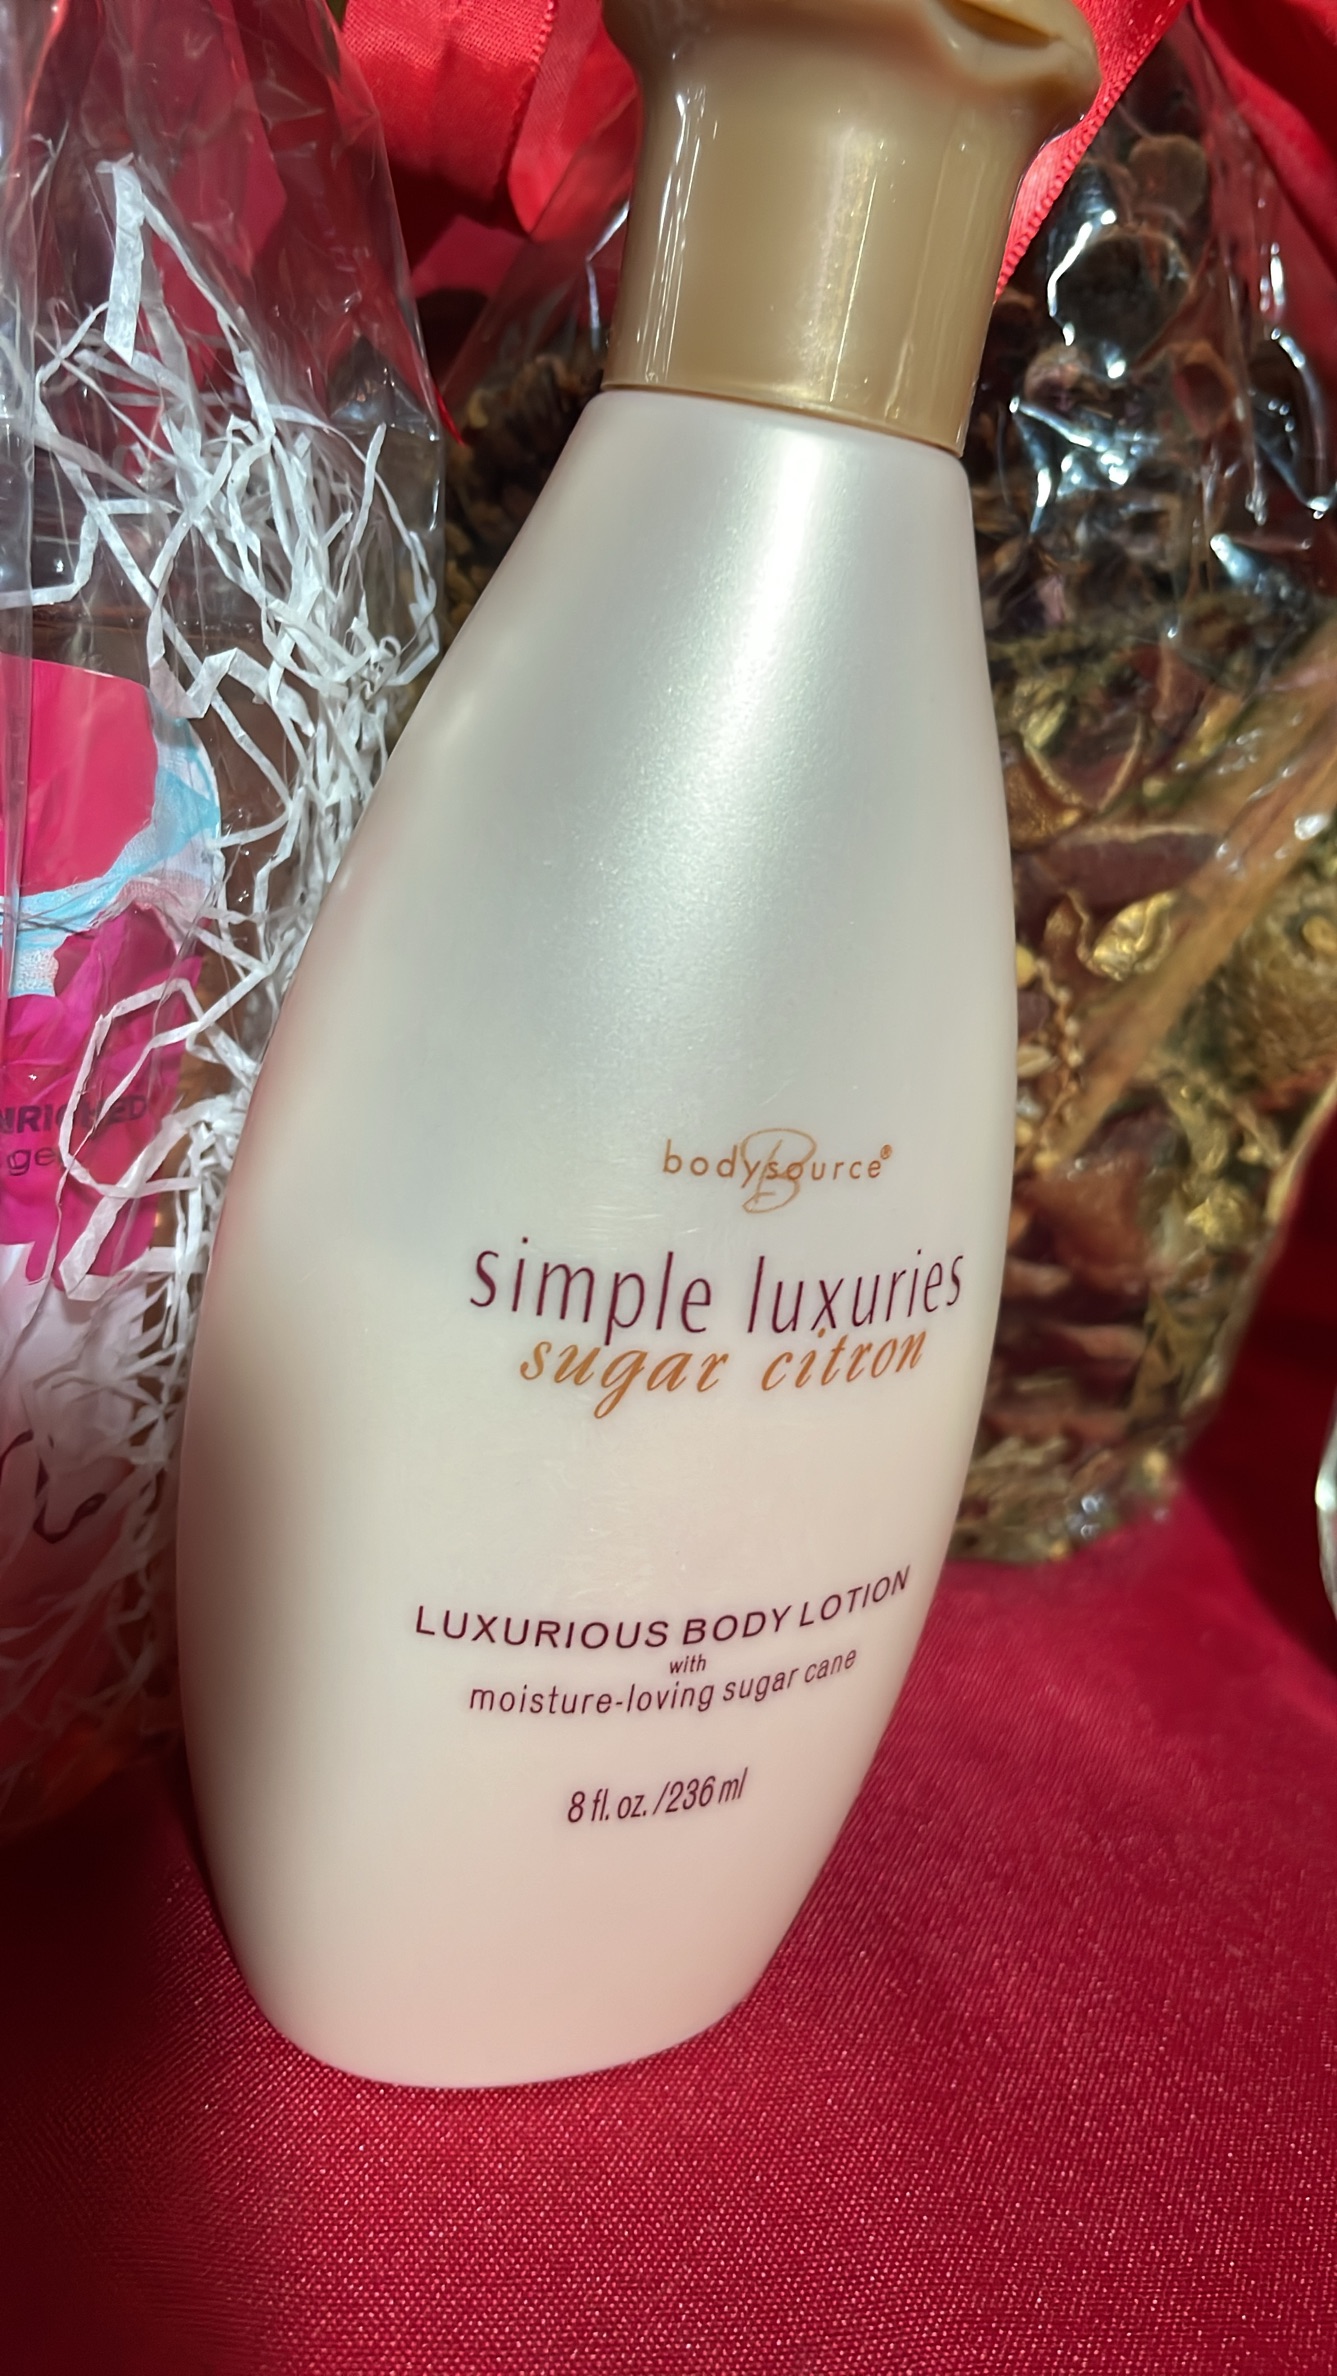 bodysource®
simple luxuries
sugar citron
LUXURIOUS BODY LOTION
with
moisture-loving sugar cane
8 fl. oz. /236 ml